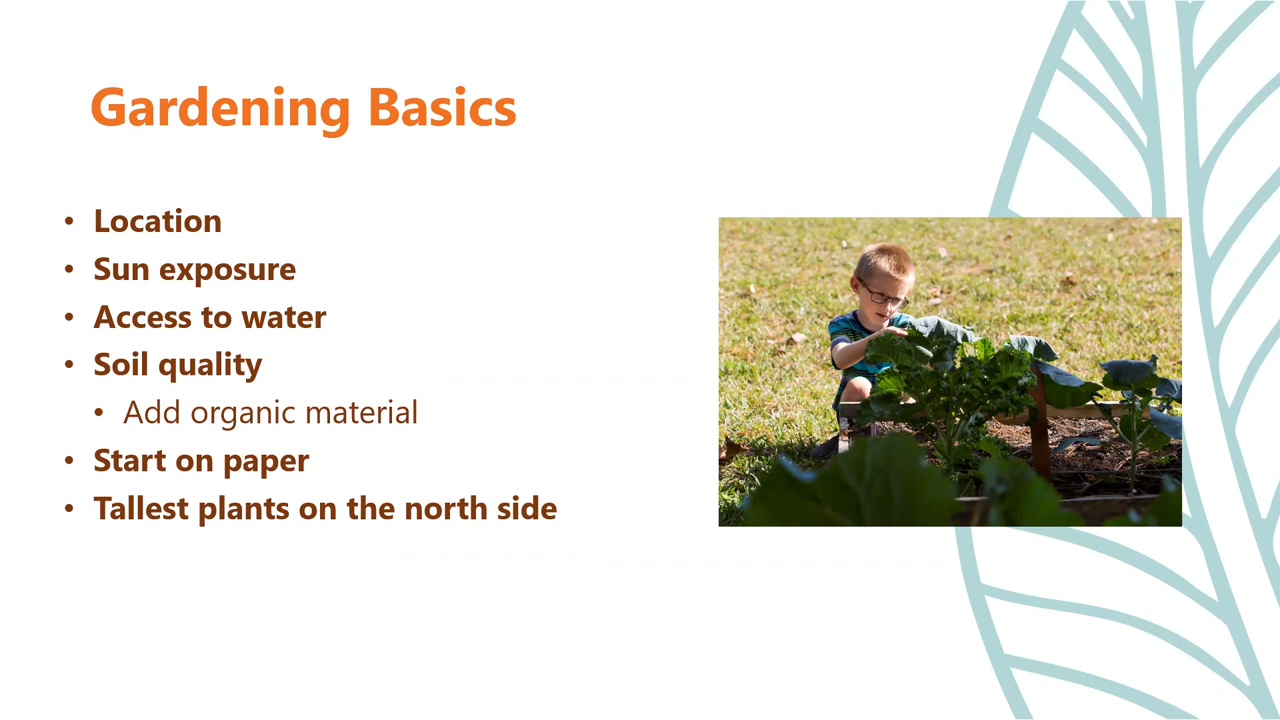 Gardening Basics
• Location
• Sun exposure
• Access to water
• Soil quality
• Add organic material
• Start on paper
• Tallest plants on the north side